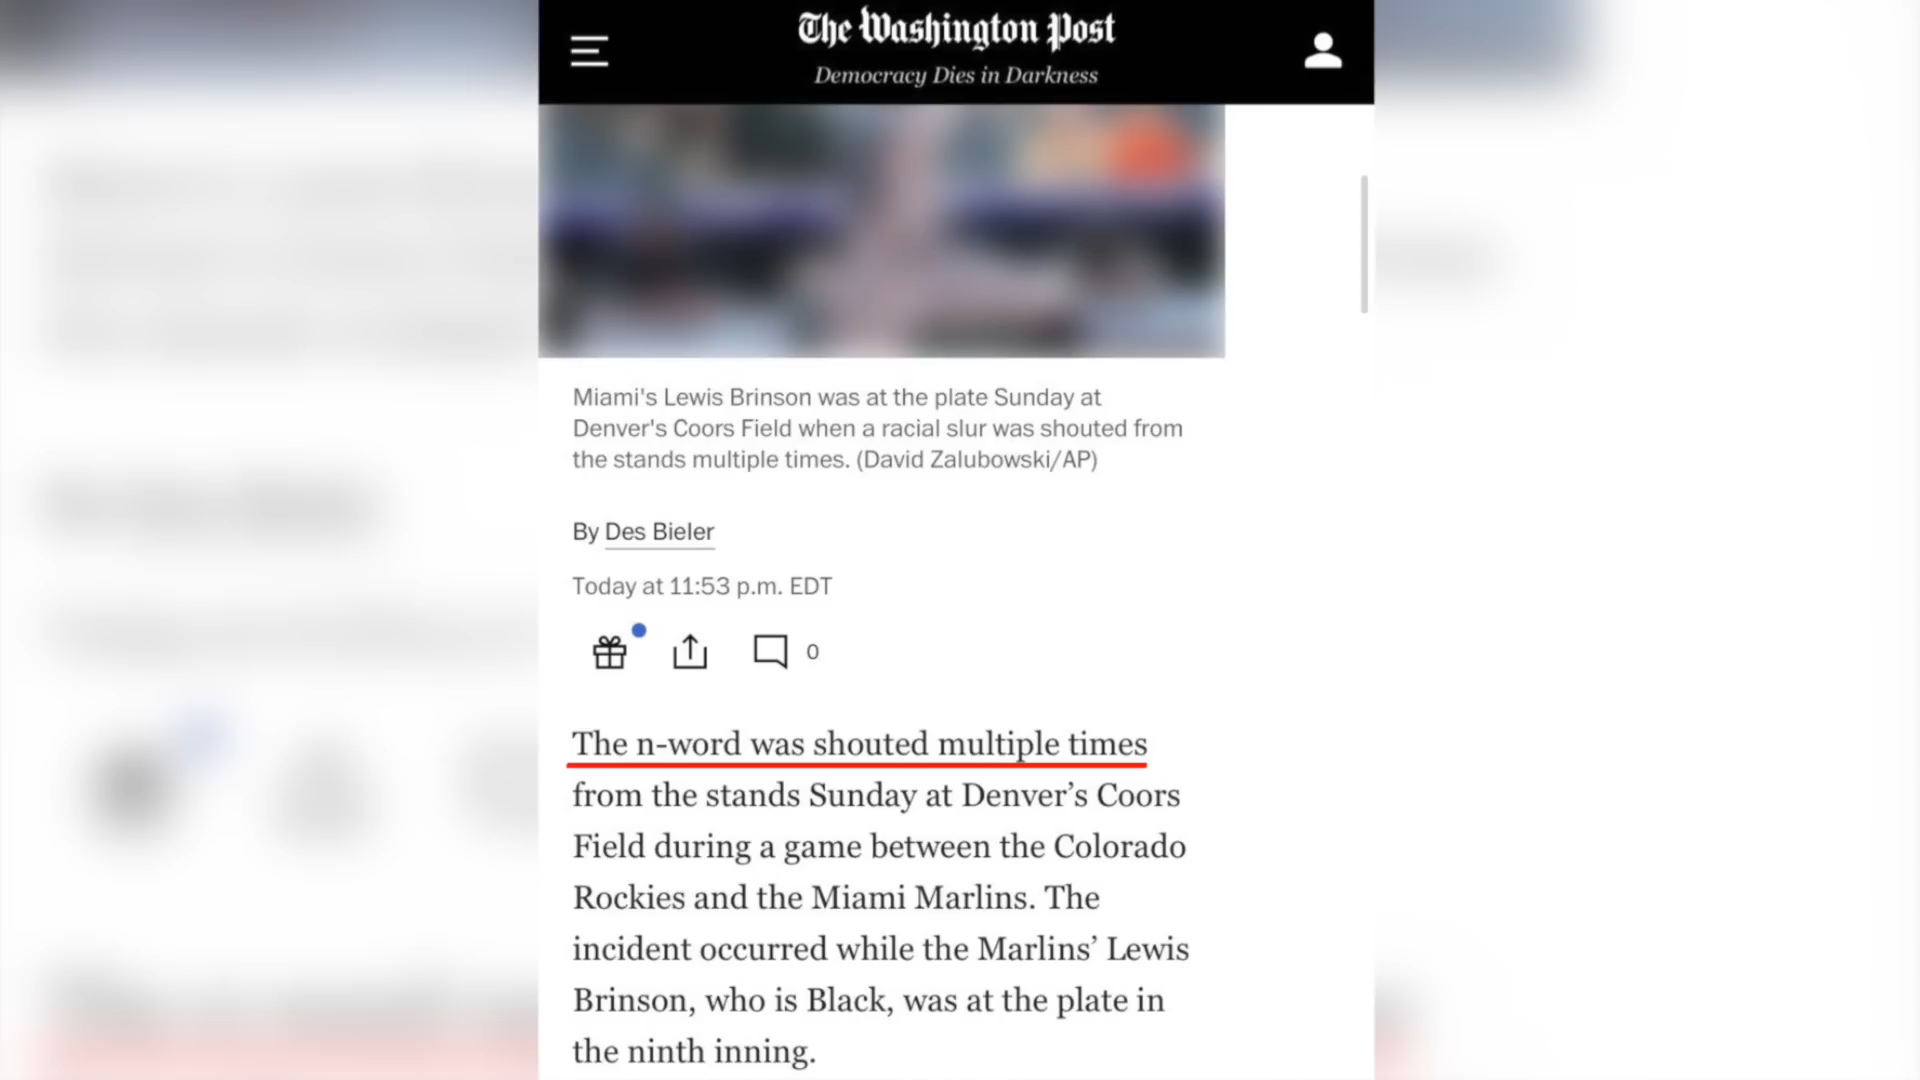 The Washington Post
Democracy Dies in Darkness
Miami's Lewis Brinson was at the plate Sunday at
Denver's Coors Field when a racial slur was shouted from
the stands multiple times. (David Zalubowski/AP)
By Des Bieler
Today at 11:53 p.m. EDT
0
The n-word was shouted multiple times
from the stands Sunday at Denver’s Coors
Field during a game between the Colorado
Rockies and the Miami Marlins. The
incident occurred while the Marlins’ Lewis
Brinson, who is Black, was at the plate in
the ninth inning.